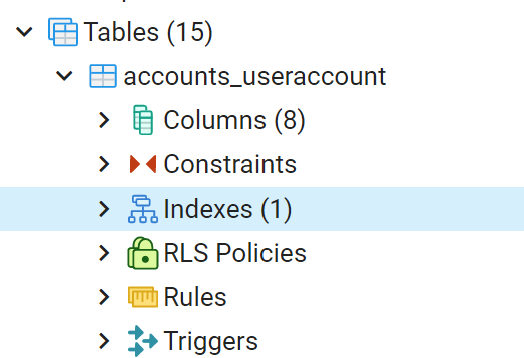 Tables (15)
accounts_useraccount
Columns (8)
Constraints
Indexes (1)
RLS Policies
Rules
Triggers